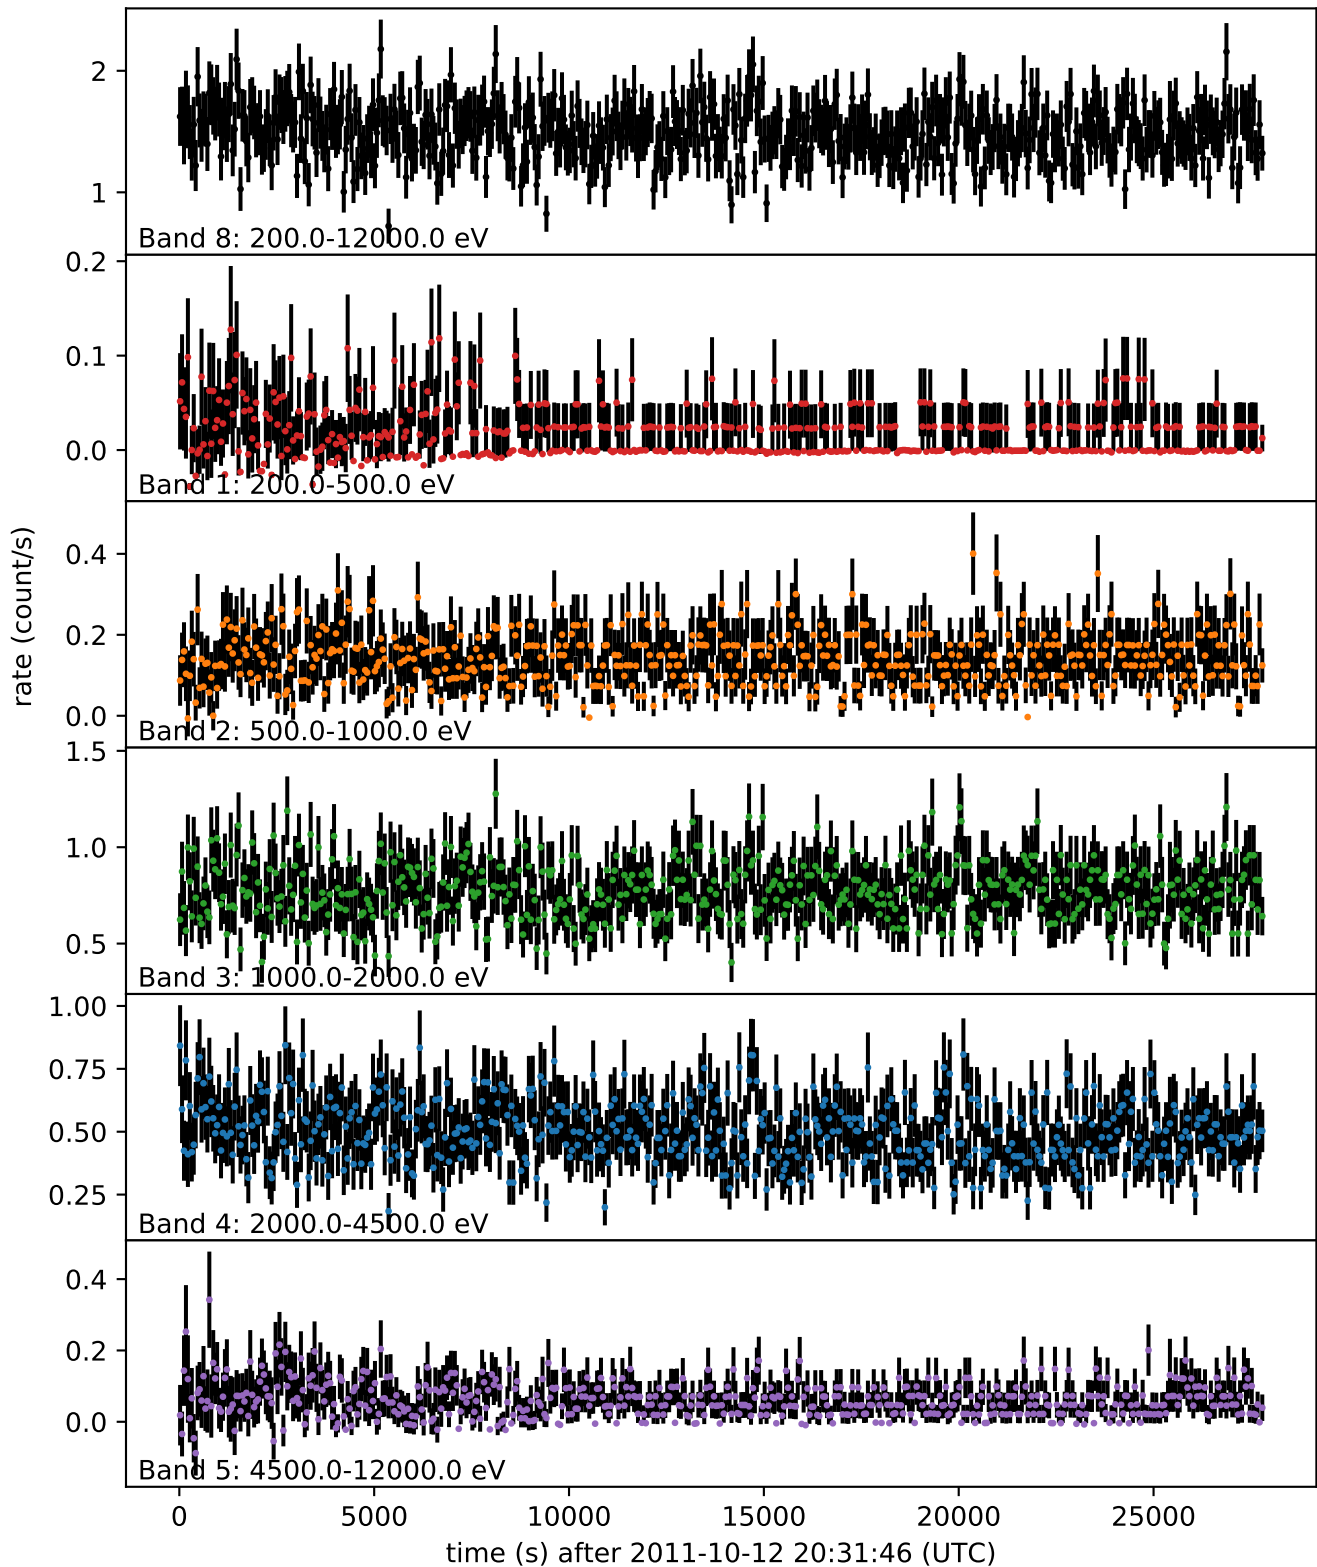 2
1
Band 8: 200.0-12000.0 eV
0.2
0.1
0.0
Band 1: 200.0-500.0 eV
rate (count/s)
0.4
0.2
0.0
Band 2: 500.0-1000.0 eV
1.5
1.0
0.5
Band 3: 1000.0-2000.0 eV
1.00
0.75
0.50
0.25
Band 4: 2000.0-4500.0 eV
0.4
0.2
0.0
Band 5: 4500.0-12000.0 eV
0 5000 10000 15000 20000 25000
time (s) after 2011-10-12 20:31:46 (UTC)